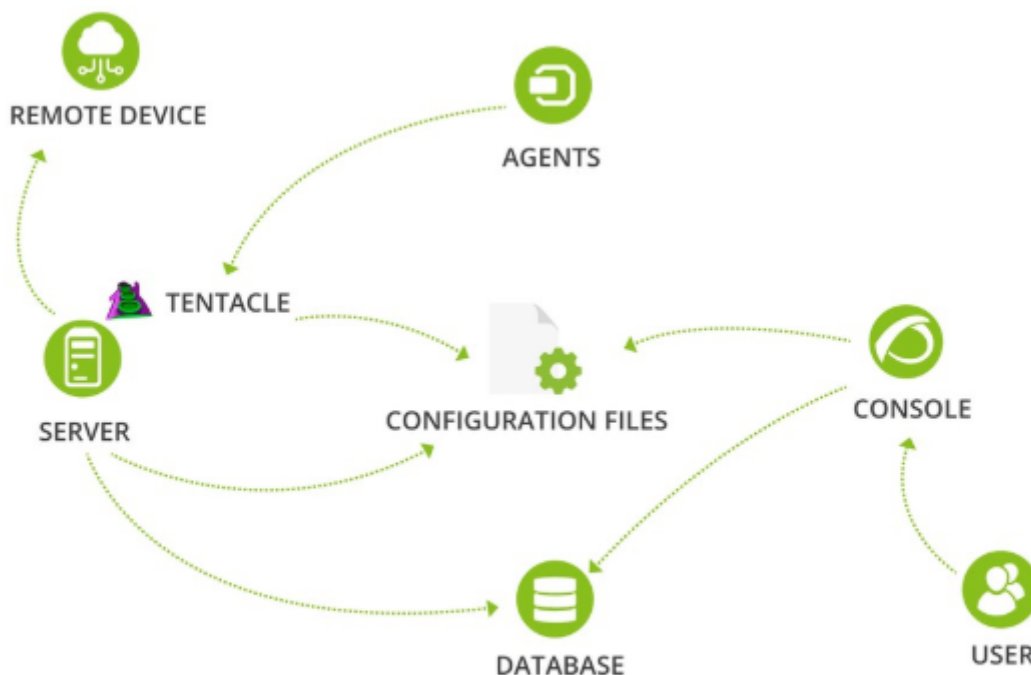 REMOTE DEVICE
AGENTS
TENTACLE
SERVER
CONFIGURATION FILES
CONSOLE
DATABASE
USER